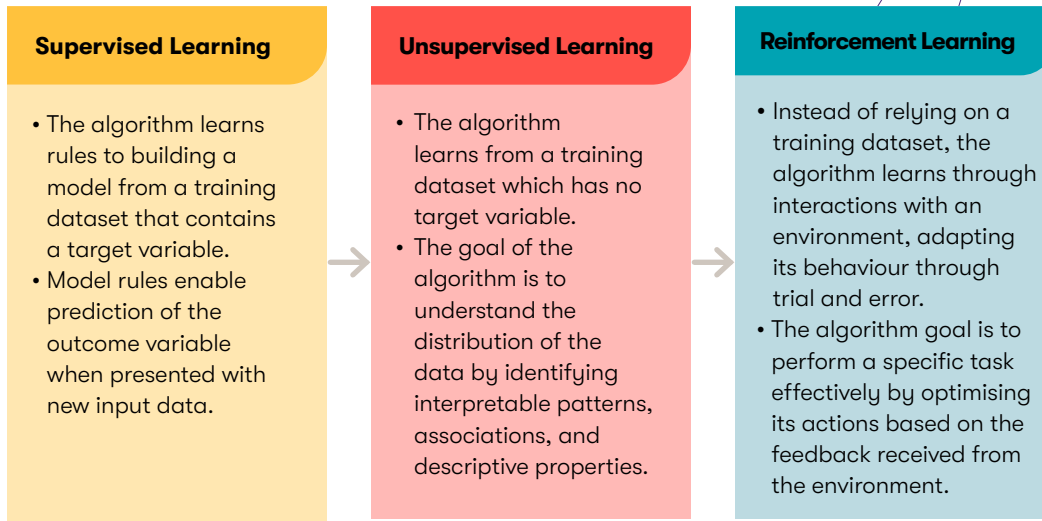 Supervised Learning
• The algorithm learns
rules to building a
model from a training
dataset that contains
a target variable.
• Model rules enable
prediction of the
outcome variable
when presented with
new input data.
Unsupervised Learning
• The algorithm
learns from a training
dataset which has no
target variable.
• The goal of the
algorithm is to
understand the
distribution of the
data by identifying
interpretable patterns,
associations, and
descriptive properties.
Reinforcement Learning
• Instead of relying on a
training dataset, the
algorithm learns through
interactions with an
environment, adapting
its behaviour through
trial and error.
• The algorithm goal is to
perform a specific task
effectively by optimising
its actions based on the
feedback received from
the environment.